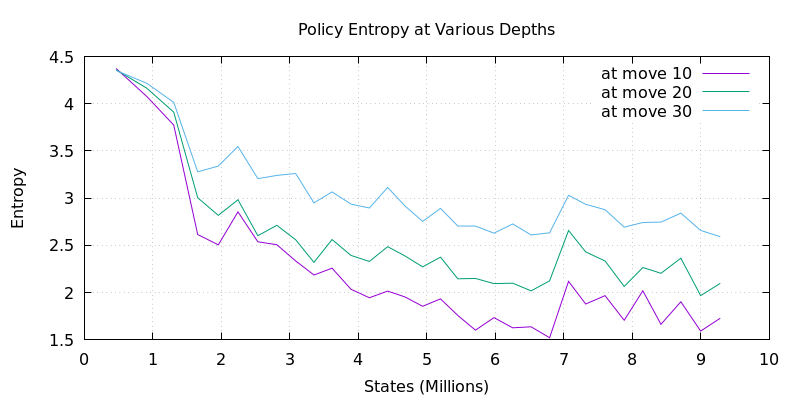 Policy Entropy at Various Depths
4.5
4
3.5
3
2.5
2
1.5
Entropy
at move 10
at move 20
at move 30
0 1 2 3 4 5 6 7 8 9 10
States (Millions)